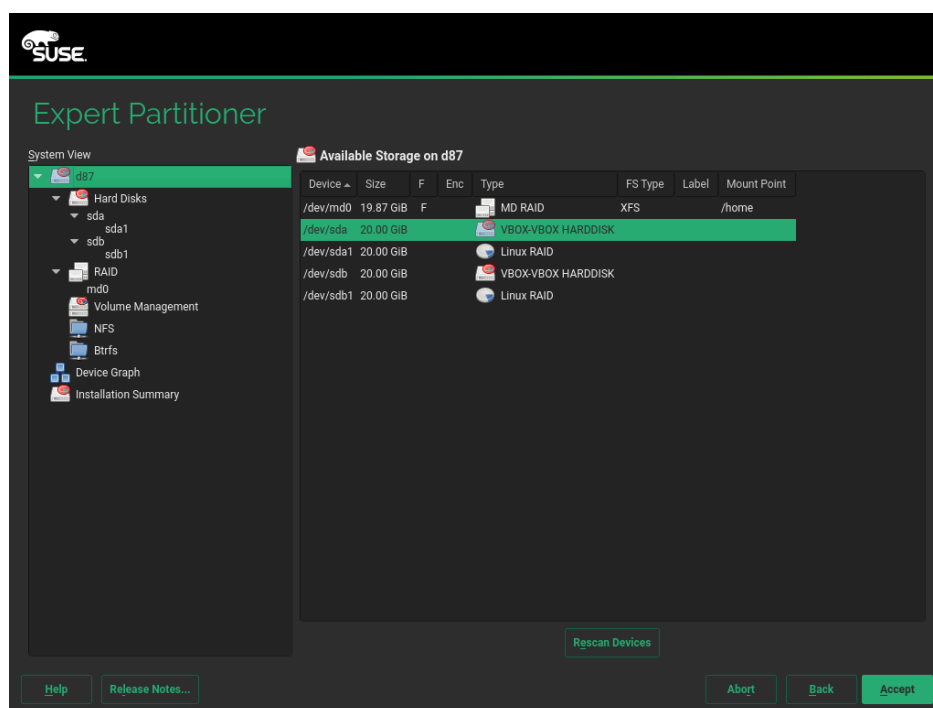 SUSE.
Expert Partitioner
System View
d87
Hard Disks
sda
sda1
sdb
sdb1
RAID
md0
Volume Management
NFS
Btrfs
Device Graph
Installation Summary
Available Storage on d87
Device Size F Enc Type FS Type Label Mount Point
/dev/md0 19.87 GiB F MD RAID XFS /home
/dev/sda 20.00 GiB VBOX-VBOX HARDDISK
/dev/sda1 20.00 GiB Linux RAID
/dev/sdb 20.00 GiB VBOX-VBOX HARDDISK
/dev/sdb1 20.00 GiB Linux RAID
Rescan Devices
Help Release Notes... Abort Back Accept